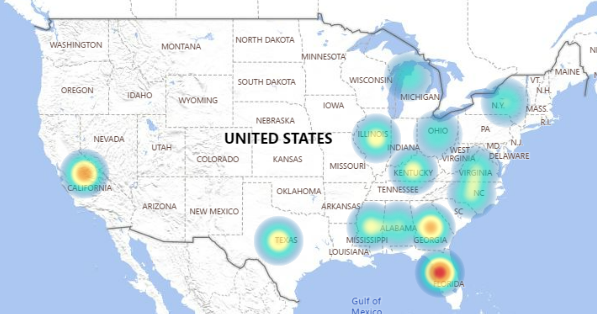 WASHINGTON
MONTANA
NORTH DAKOTA
MINNESOTA
MAINE
OREGON
IDAHO
WYOMING
SOUTH DAKOTA
WISCONSIN
MICHIGAN
VT.
N.H.
N.Y.
MASS.
R.I.
NEVADA
UTAH
COLORADO
NEBRASKA
IOWA
ILLINOIS
INDIANA
OHIO
PA
N.J.
MD.
DELAWARE
UNITED STATES
KANSAS
MISSOURI
KENTUCKY
WEST
VIRGINIA
VIRGINIA
CALIFORNIA
ARIZONA
NEW MEXICO
OKLAHOMA
ARKANSAS
TENNESSEE
NC
SC
TEXAS
LOUISIANA
MISSISSIPPI
ALABAMA
GEORGIA
FLORIDA
Gulf of
Mexico